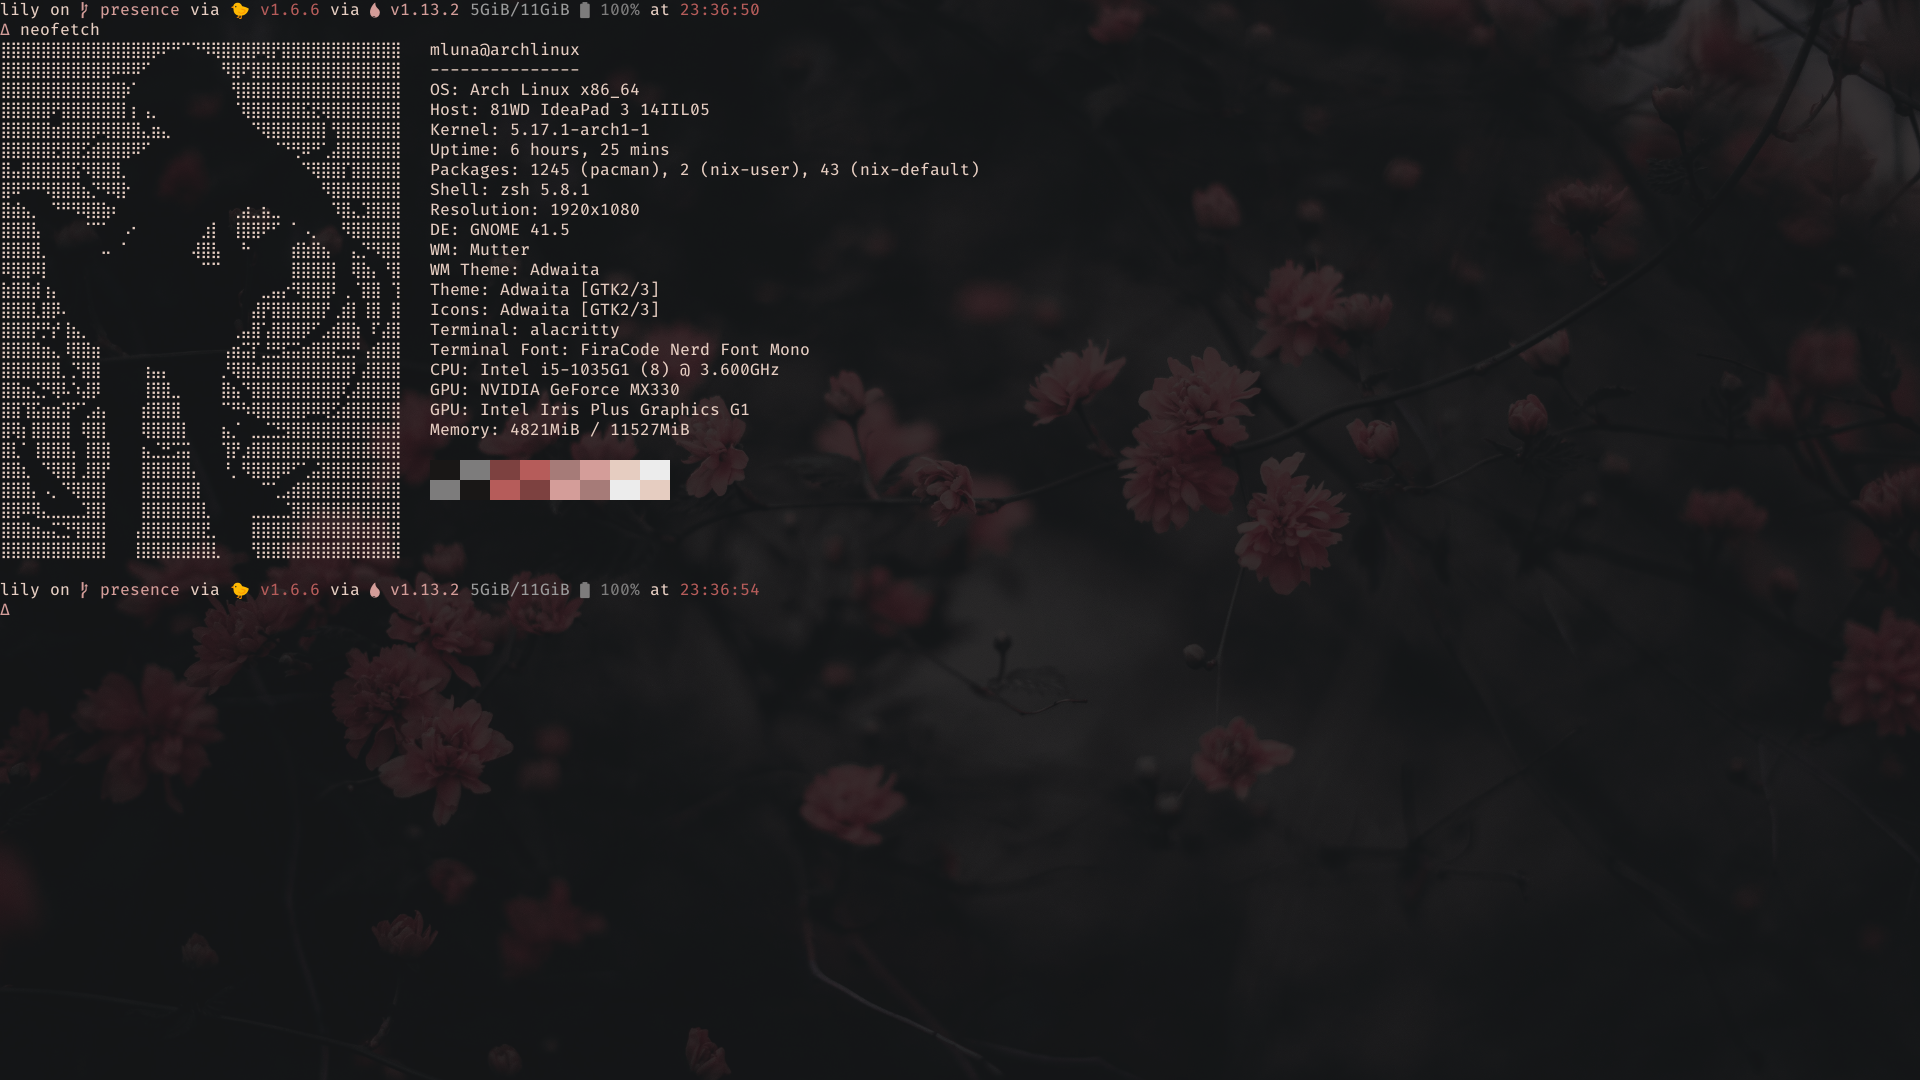 lily on presence via 🐤 v1.6.6 via v1.13.2 5GiB/11GiB 100% at 23:36:50
Δ neofetch
mluna@archlinux
---------------
OS: Arch Linux x86_64
Host: 81WD IdeaPad 3 14IIL05
Kernel: 5.17.1-arch1-1
Uptime: 6 hours, 25 mins
Packages: 1245 (pacman), 2 (nix-user), 43 (nix-default)
Shell: zsh 5.8.1
Resolution: 1920x1080
DE: GNOME 41.5
WM: Mutter
WM Theme: Adwaita
Theme: Adwaita [GTK2/3]
Icons: Adwaita [GTK2/3]
Terminal: alacritty
Terminal Font: FiraCode Nerd Font Mono
CPU: Intel i5-1035G1 (8) @ 3.600GHz
GPU: NVIDIA GeForce MX330
GPU: Intel Iris Plus Graphics G1
Memory: 4821MiB / 11527MiB
lily on presence via 🐤 v1.6.6 via v1.13.2 5GiB/11GiB 100% at 23:36:54
Δ